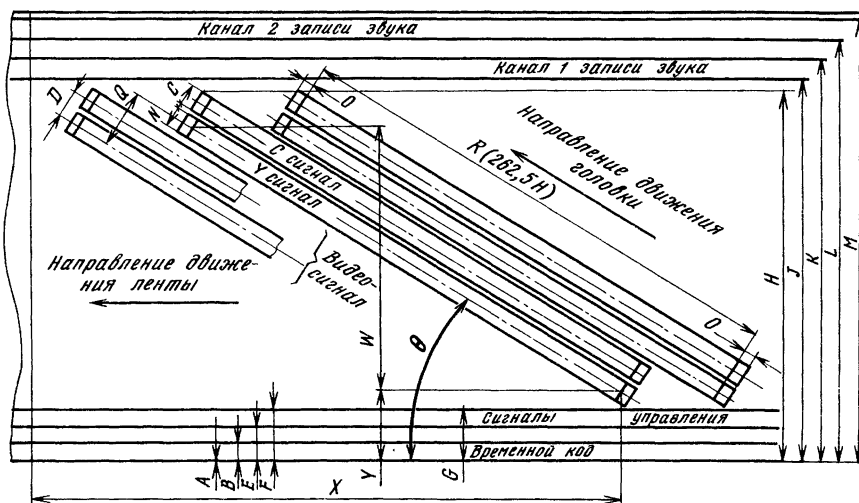 Канал 2 записи звука
Канал 1 записи звука
D
Q
N
C
O
Направление движения
головки
R (262,5 H)
C сигнал
Y сигнал
Видео-
сигнал
Направление движе-
ния ленты
W
θ
O
H
J
K
L
M
Сигналы управления
Временной код
A
B
E
F
X
Y
G